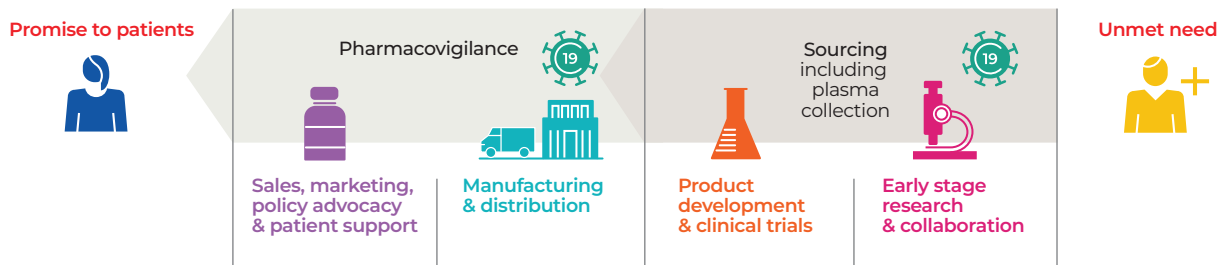 Promise to patients
Pharmacovigilance
19
Sourcing
including
plasma
collection
19
Unmet need
Sales, marketing,
policy advocacy
& patient support
Manufacturing
& distribution
Product
development
& clinical trials
Early stage
research
& collaboration